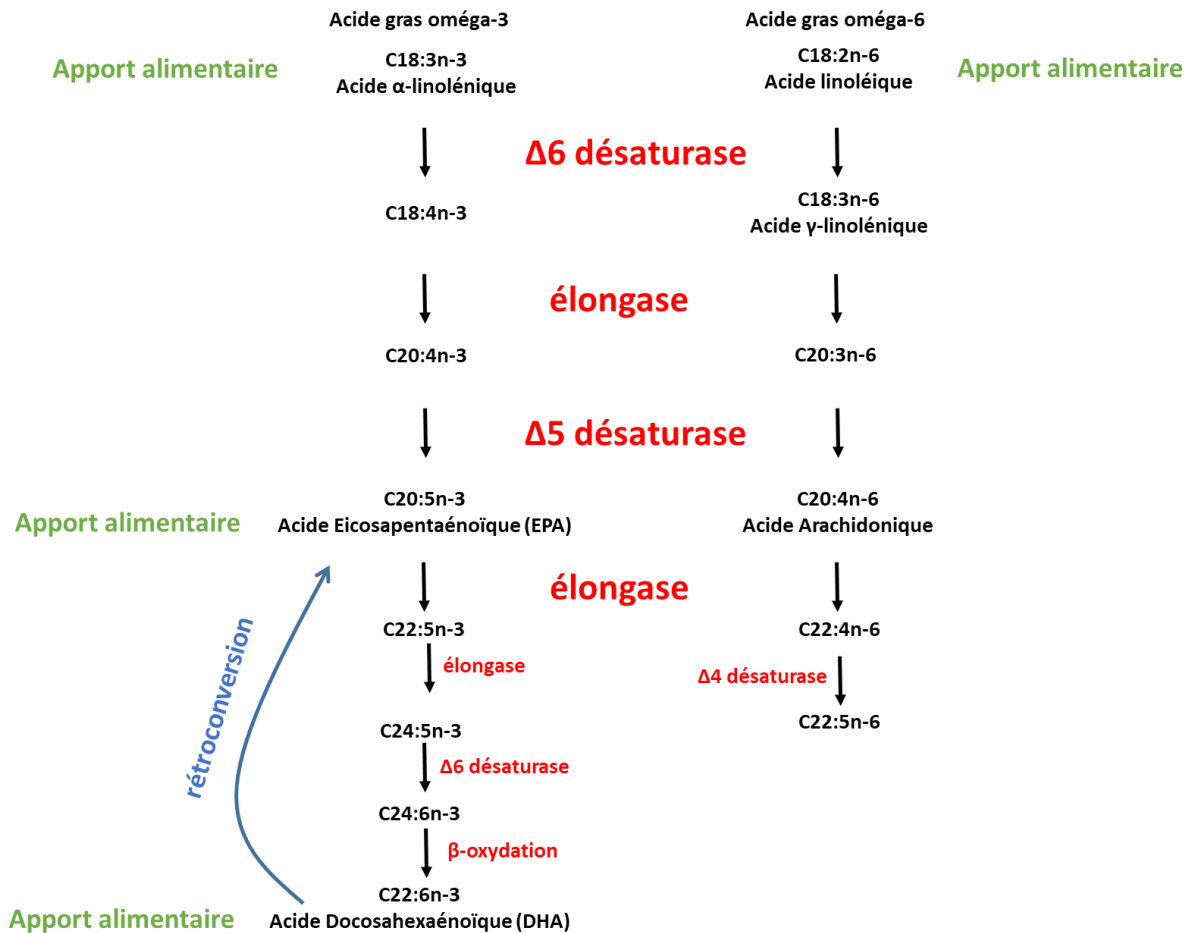 Acide gras oméga-3
Acide gras oméga-6
Apport alimentaire
C18:3n-3
Acide α-linolénique
C18:2n-6
Acide linoléique
Apport alimentaire
Δ6 désaturase
C18:4n-3
C18:3n-6
Acide γ-linolénique
élongase
C20:4n-3
C20:3n-6
Δ5 désaturase
Apport alimentaire
C20:5n-3
Acide Eicosapentaénoïque (EPA)
C20:4n-6
Acide Arachidonique
élongase
C22:5n-3
C22:4n-6
élongase
Δ4 désaturase
C24:5n-3
C22:5n-6
rétroconversion
Δ6 désaturase
C24:6n-3
β-oxydation
C22:6n-3
Acide Docosahexaénoïque (DHA)
Apport alimentaire